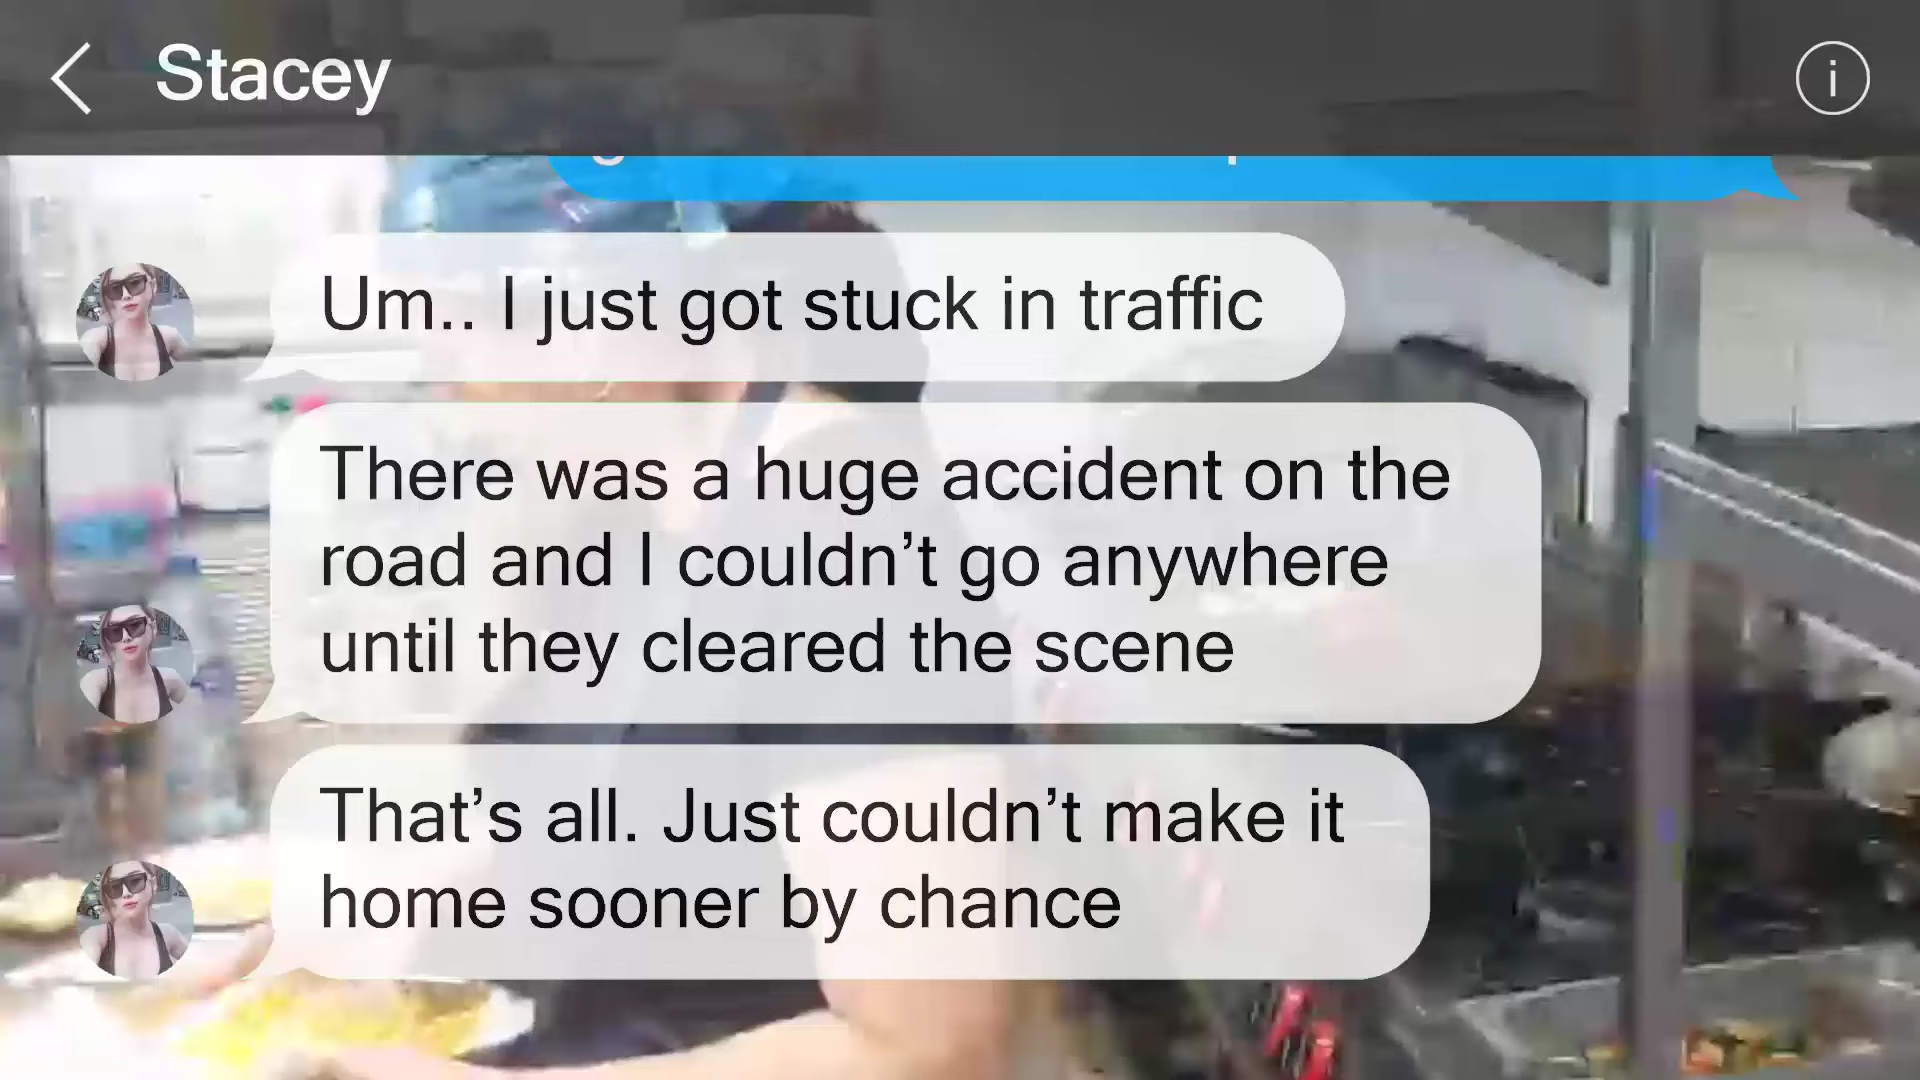 Stacey
Um.. I just got stuck in traffic
There was a huge accident on the
road and I couldn’t go anywhere
until they cleared the scene
That’s all. Just couldn’t make it
home sooner by chance